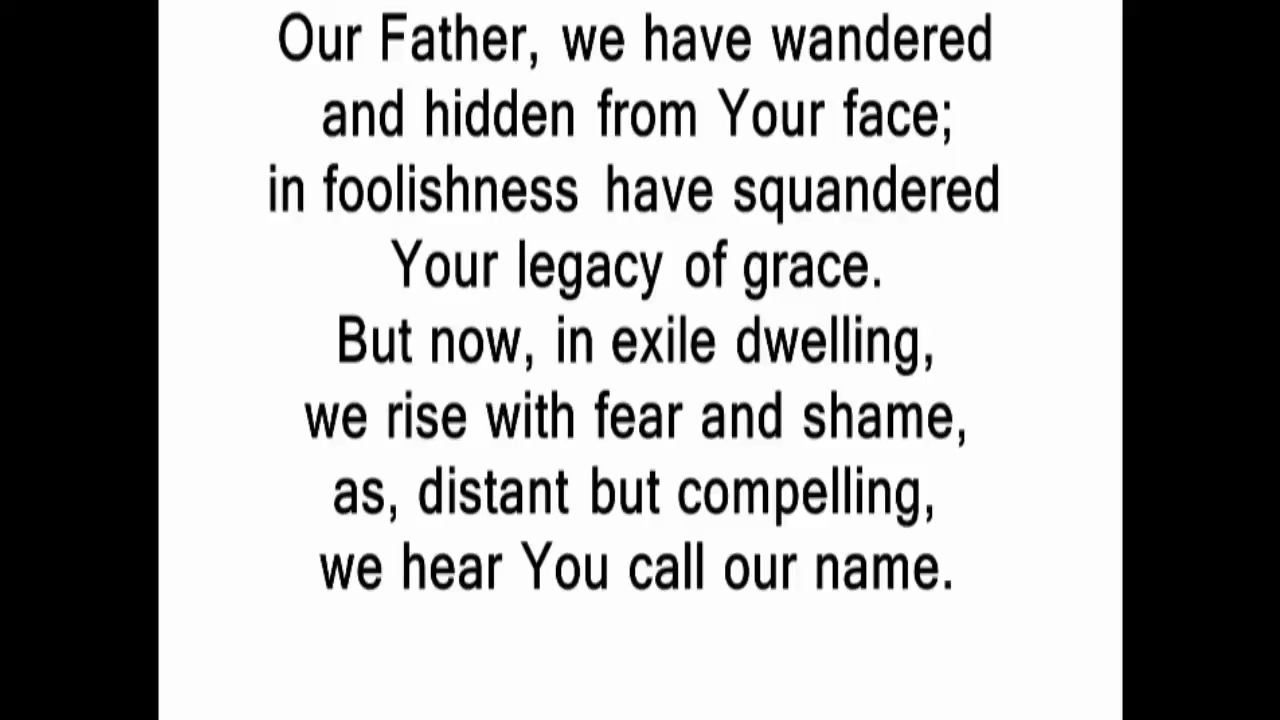 Our Father, we have wandered
and hidden from Your face;
in foolishness have squandered
Your legacy of grace.
But now, in exile dwelling,
we rise with fear and shame,
as, distant but compelling,
we hear You call our name.